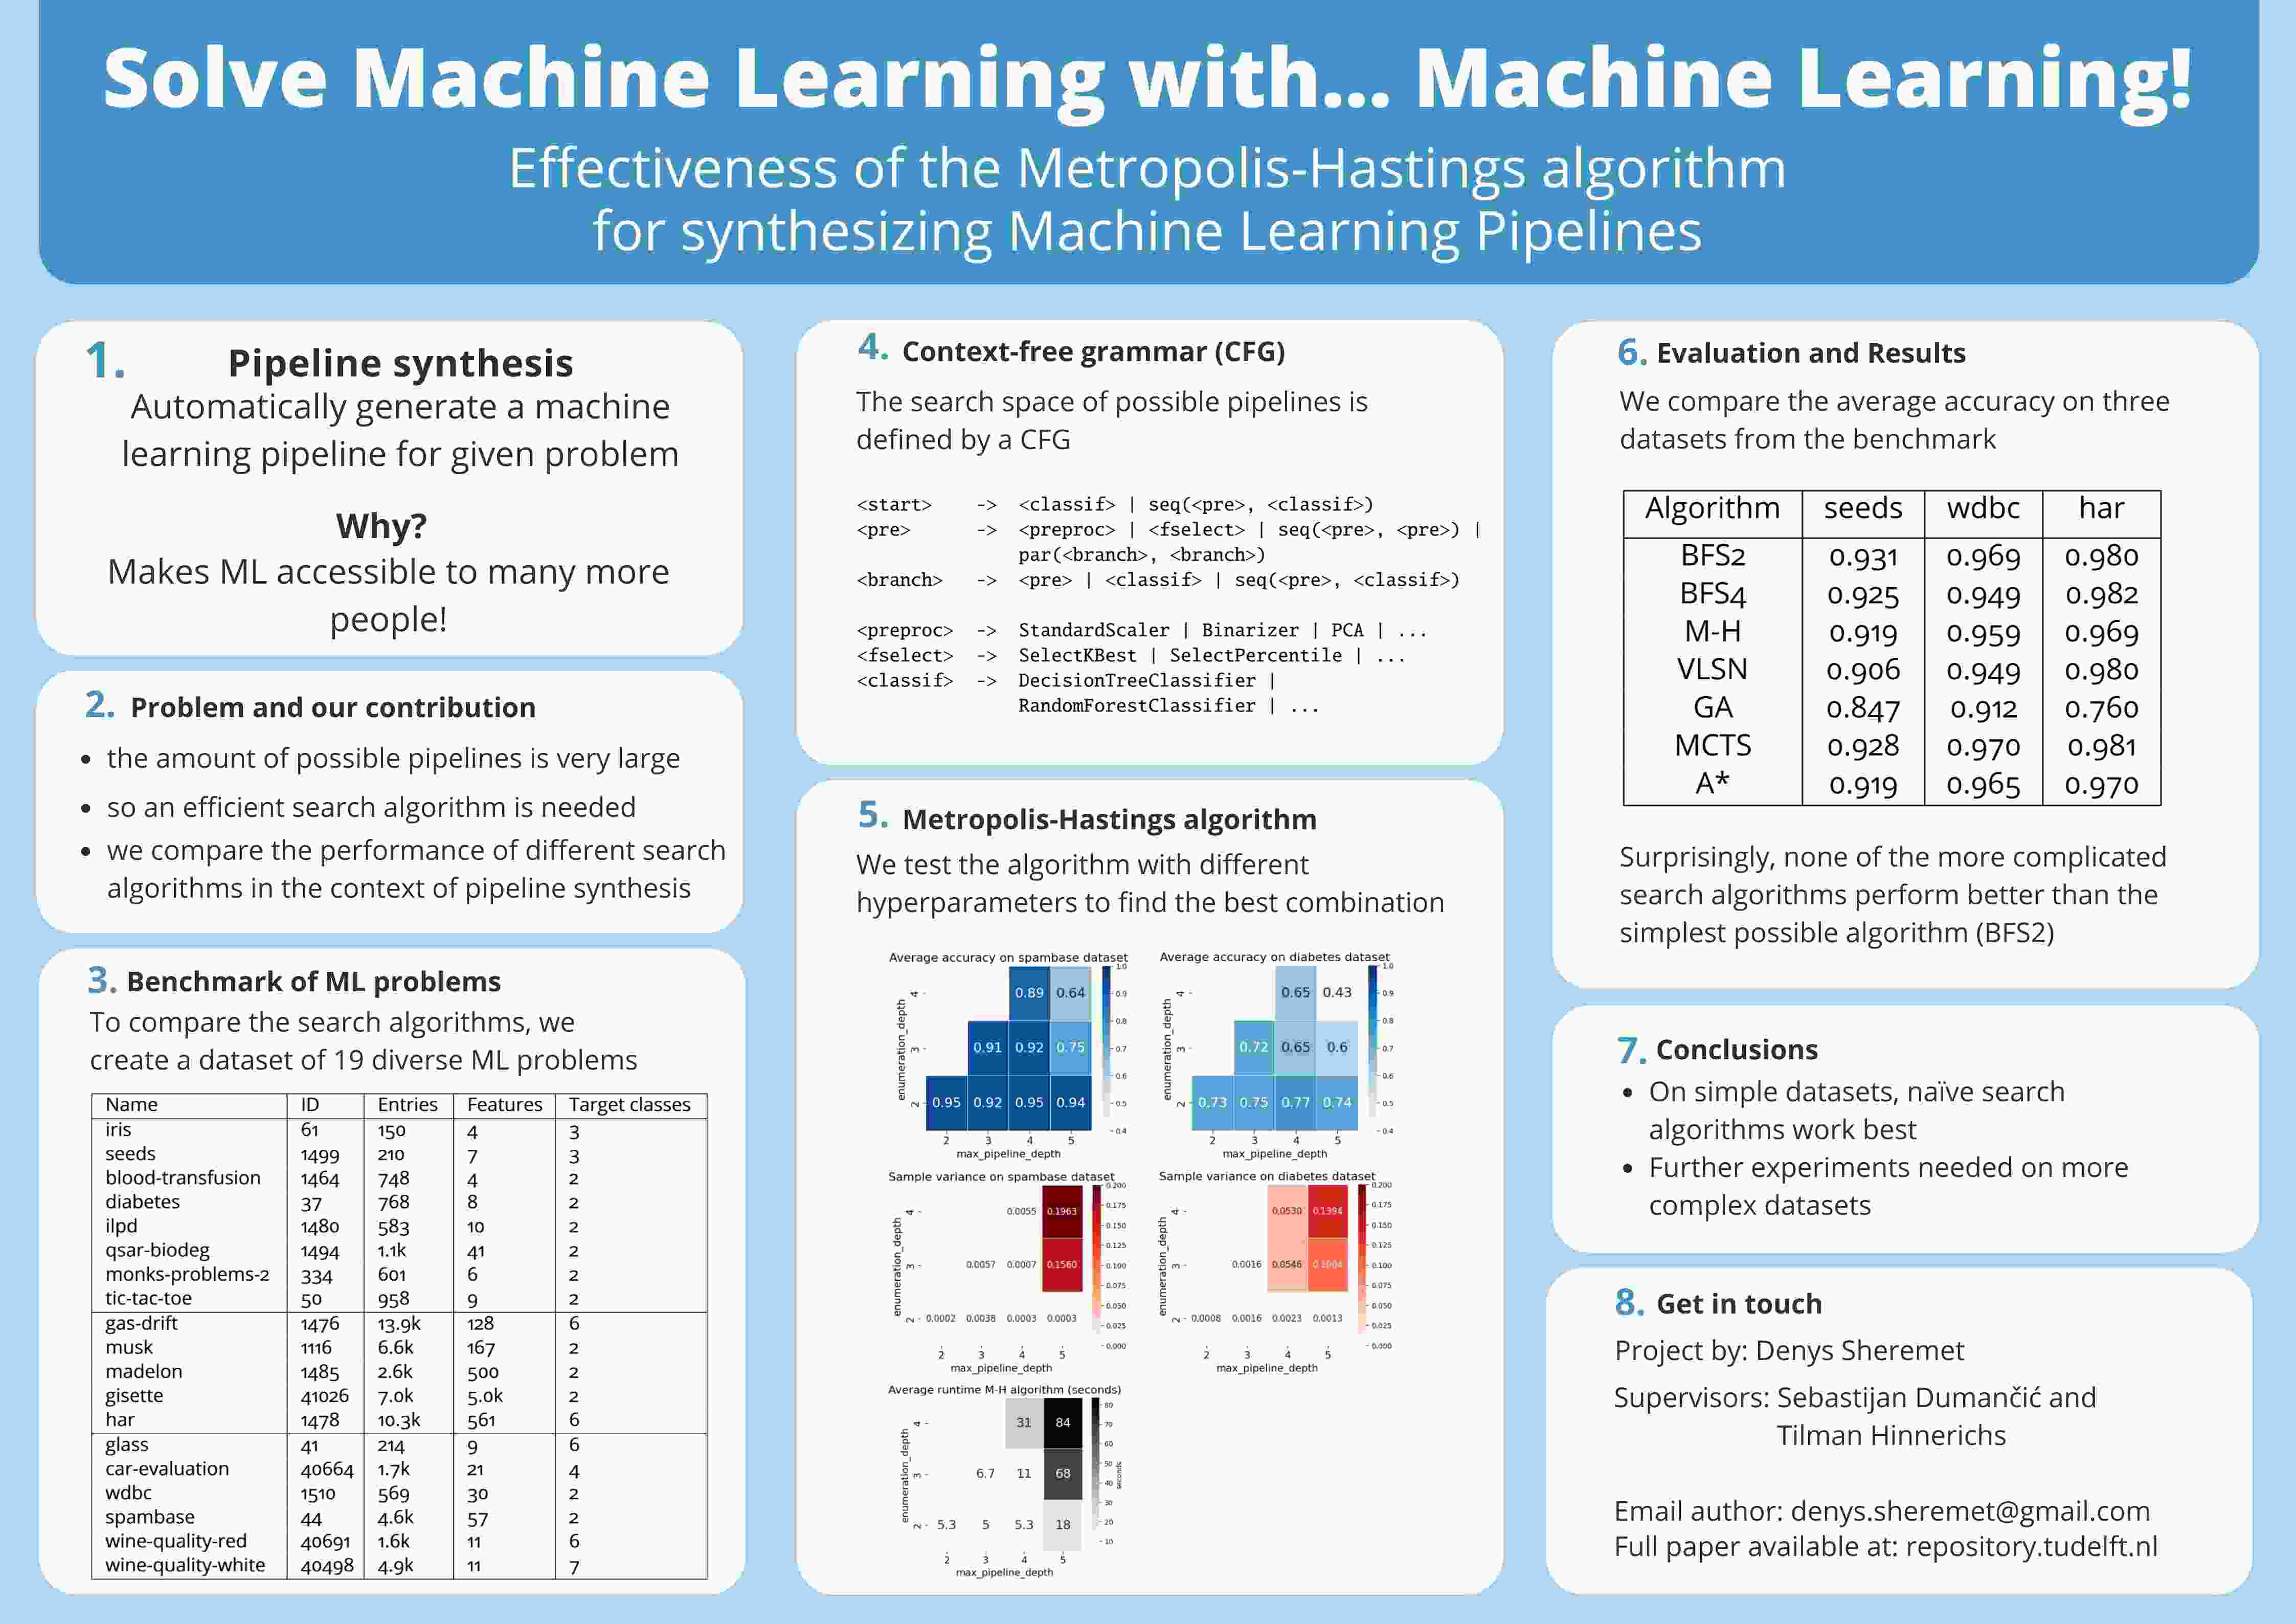 Solve Machine Learning with... Machine Learning!
Effectiveness of the Metropolis-Hastings algorithm
for synthesizing Machine Learning Pipelines
1. Pipeline synthesis
Automatically generate a machine
learning pipeline for given problem
Why?
Makes ML accessible to many more
people!
2. Problem and our contribution
• the amount of possible pipelines is very large
• so an efficient search algorithm is needed
• we compare the performance of different search
algorithms in the context of pipeline synthesis
3. Benchmark of ML problems
To compare the search algorithms, we
create a dataset of 19 diverse ML problems
Name ID Entries Features Target classes
iris 61 150 4 3
seeds 1499 210 7 3
blood-transfusion 1464 748 4 2
diabetes 37 768 8 2
ilpd 1480 583 10 2
qsar-biodeg 1494 1.1k 41 2
monks-problems-2 334 601 6 2
tic-tac-toe 50 958 9 2
gas-drift 1476 13.9k 128 6
musk 1116 6.6k 167 2
madelon 1485 2.6k 500 2
gisette 41026 7.0k 5.0k 2
har 1478 10.3k 561 6
glass 41 214 9 6
car-evaluation 40664 1.7k 21 4
wdbc 1510 569 30 2
spambase 44 4.6k 57 2
wine-quality-red 40691 1.6k 11 6
wine-quality-white 40498 4.9k 11 7
4. Context-free grammar (CFG)
The search space of possible pipelines is
defined by a CFG
<start> -> <classif> | seq(<pre>, <classif>)
<pre> -> <preproc> | <fselect> | seq(<pre>, <pre>) |
par(<branch>, <branch>)
<branch> -> <pre> | <classif> | seq(<pre>, <classif>)
<preproc> -> StandardScaler | Binarizer | PCA | ...
<fselect> -> SelectKBest | SelectPercentile | ...
<classif> -> DecisionTreeClassifier |
RandomForestClassifier | ...
5. Metropolis-Hastings algorithm
We test the algorithm with different
hyperparameters to find the best combination
Average accuracy on spambase dataset
enumeration_depth
4 0.89 0.64
3 0.91 0.92 0.75
2 0.95 0.92 0.95 0.94
2 3 4 5
max_pipeline_depth
1.0
0.9
0.8
0.7
0.6
0.5
0.4
Average accuracy on diabetes dataset
enumeration_depth
4 0.65 0.43
3 0.72 0.65 0.6
2 0.73 0.75 0.77 0.74
2 3 4 5
max_pipeline_depth
1.0
0.9
0.8
0.7
0.6
0.5
0.4
Sample variance on spambase dataset
enumeration_depth
4 0.0055 0.1963
3 0.0057 0.0007 0.1560
2 0.0002 0.0038 0.0003 0.0003
2 3 4 5
max_pipeline_depth
0.200
0.175
0.150
0.125
0.100
0.075
0.050
0.025
0.000
Sample variance on diabetes dataset
enumeration_depth
4 0.0530 0.1394
3 0.0016 0.0546 0.1004
2 0.0008 0.0016 0.0023 0.0013
2 3 4 5
max_pipeline_depth
0.200
0.175
0.150
0.125
0.100
0.075
0.050
0.025
0.000
Average runtime M-H algorithm (seconds)
enumeration_depth
4 31 84
3 6.7 11 68
2 5.3 5 5.3 18
2 3 4 5
max_pipeline_depth
80
70
60
50
40
30
20
10
seconds
6. Evaluation and Results
We compare the average accuracy on three
datasets from the benchmark
Algorithm seeds wdbc har
BFS2 0.931 0.969 0.980
BFS4 0.925 0.949 0.982
M-H 0.919 0.959 0.969
VLSN 0.906 0.949 0.980
GA 0.847 0.912 0.760
MCTS 0.928 0.970 0.981
A* 0.919 0.965 0.970
Surprisingly, none of the more complicated
search algorithms perform better than the
simplest possible algorithm (BFS2)
7. Conclusions
• On simple datasets, naïve search
algorithms work best
• Further experiments needed on more
complex datasets
8. Get in touch
Project by: Denys Sheremet
Supervisors: Sebastijan Dumančić and
Tilman Hinnerichs
Email author: denys.sheremet@gmail.com
Full paper available at: repository.tudelft.nl